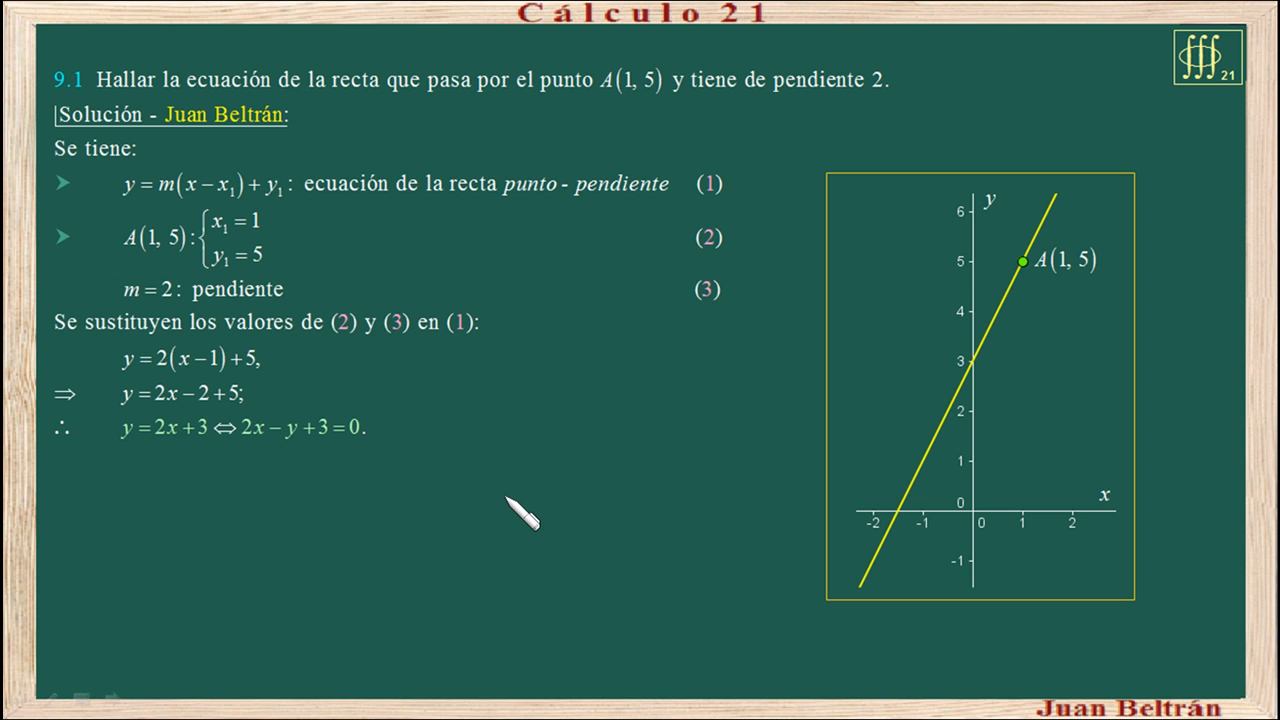 Cálculo 21
21
9.1 Hallar la ecuación de la recta que pasa por el punto A(1, 5) y tiene de pendiente 2.
Solución - Juan Beltrán:
Se tiene:
➢ y = m(x − x₁) + y₁ : ecuación de la recta punto - pendiente (1)
➢ A(1, 5) : { x₁ = 1
y₁ = 5 (2)
m = 2 : pendiente (3)
Se sustituyen los valores de (2) y (3) en (1):
y = 2(x − 1) + 5,
⇒ y = 2x − 2 + 5;
∴ y = 2x + 3 ⇔ 2x − y + 3 = 0.
y
6
5
A(1, 5)
4
3
2
1
0
x
-2 -1 0 1 2
-1
Juan Beltrán